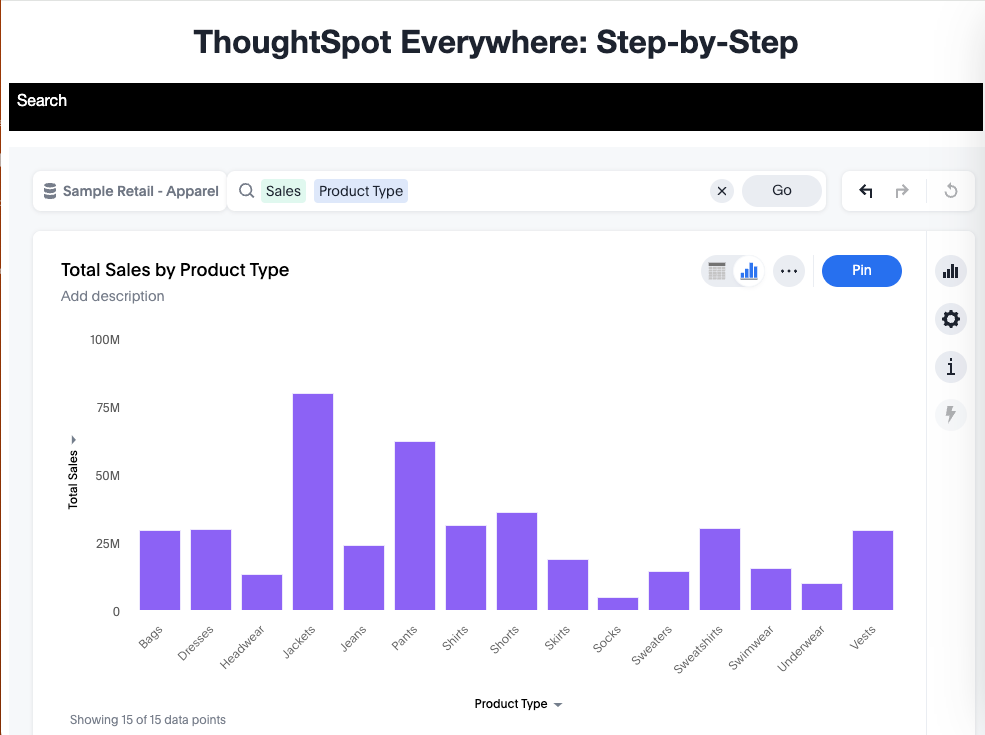 ThoughtSpot Everywhere: Step-by-Step
Search
Sample Retail - Apparel
Sales Product Type
Go
Total Sales by Product Type
Add description
Pin
100M
75M
50M
25M
0
Total Sales
Bags
Dresses
Headwear
Jackets
Jeans
Pants
Shirts
Shorts
Skirts
Socks
Sweaters
Sweatshirts
Swimwear
Underwear
Vests
Product Type
Showing 15 of 15 data points